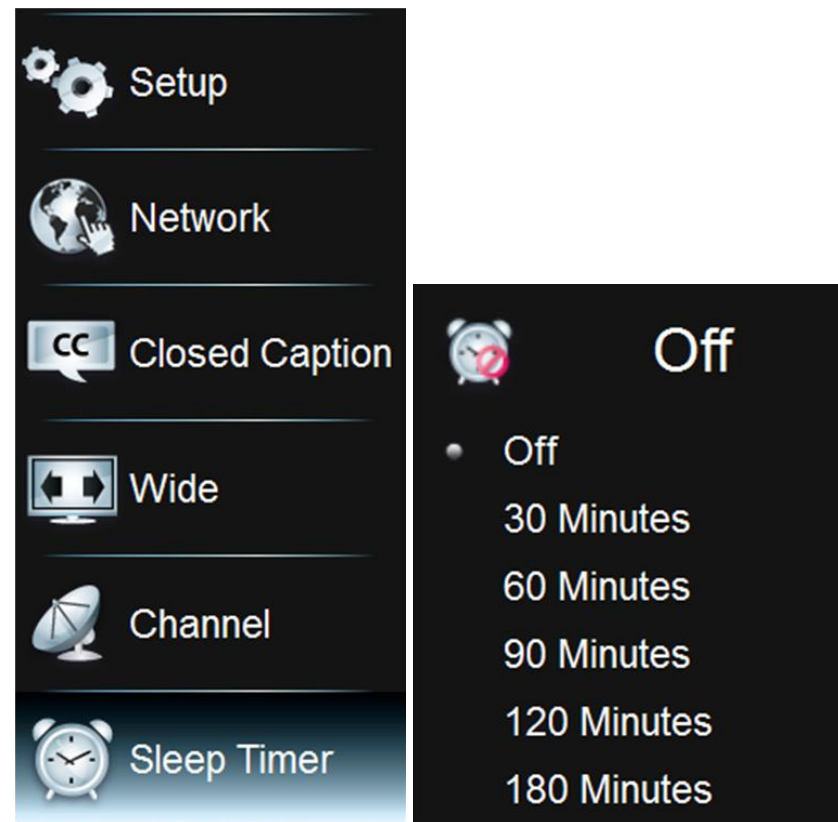 Setup
Network
CC
Closed Caption
Wide
Channel
Sleep Timer
Off
Off
30 Minutes
60 Minutes
90 Minutes
120 Minutes
180 Minutes